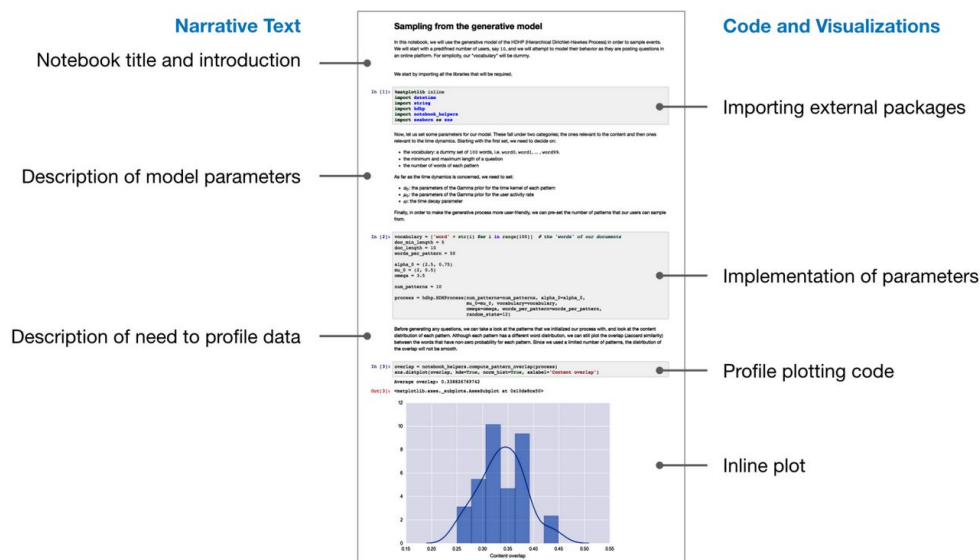 Narrative Text
Code and Visualizations
Notebook title and introduction
Description of model parameters
Description of need to profile data
Importing external packages
Implementation of parameters
Profile plotting code
Inline plot
Sampling from the generative model
In this notebook, we will use the generative model of the HDHP (Hierarchical Dirichlet-Hawkes Process) in order to sample events.
We will start with a predifined number of users, say 10, and we will attempt to model their behavior as they are posting questions in
an online platform. For simplicity, our "vocabulary" will be dummy.
We start by importing all the libraries that will be required.
In [1]: %matplotlib inline
import datetime
import string
import hdhp
import notebook_helpers
import seaborn as sns
Now, let us set some parameters for our model. These fall under two categories; the ones relevant to the content and then ones
relevant to the time dynamics. Starting with the first set, we need to decide on:
• the vocabulary: a dummy set of 100 words, i.e. word0, word1, ..., word99.
• the minimum and maximum length of a question
• the number of words of each pattern
As far as the time dynamics is concerned, we need to set:
• α₀: the parameters of the Gamma prior for the time kernel of each pattern
• μ₀: the parameters of the Gamma prior for the user activity rate
• ω: the time decay parameter
Finally, in order to make the generative process more user-friendly, we can pre-set the number of patterns that our users can sample
from.
In [2]: vocabulary = ['word' + str(i) for i in range(100)] # the 'words' of our documents
doc_min_length = 5
doc_length = 10
words_per_pattern = 50
alpha_0 = (2.5, 0.75)
mu_0 = (2, 0.5)
omega = 3.5
num_patterns = 10
process = hdhp.HDHProcess(num_patterns=num_patterns, alpha_0=alpha_0,
mu_0=mu_0, vocabulary=vocabulary,
omega=omega, words_per_pattern=words_per_pattern,
random_state=12)
Before generating any questions, we can take a look at the patterns that we initialized our process with, and look at the content
distribution of each pattern. Although each pattern has a different word distribution, we can still plot the overlap (Jaccard similarity)
between the words that have non-zero probability for each pattern. Since we used a limited number of patterns, the distribution of
the overlap will not be smooth.
In [3]: overlap = notebook_helpers.compute_pattern_overlap(process)
sns.distplot(overlap, kde=True, norm_hist=True, axlabel='Content overlap')
Average overlap: 0.338826769742
Out[3]: <matplotlib.axes._subplots.AxesSubplot at
12
10
8
6
4
2
0
0.15 0.20 0.25 0.30 0.35 0.40 0.45 0.50 0.55
Content overlap